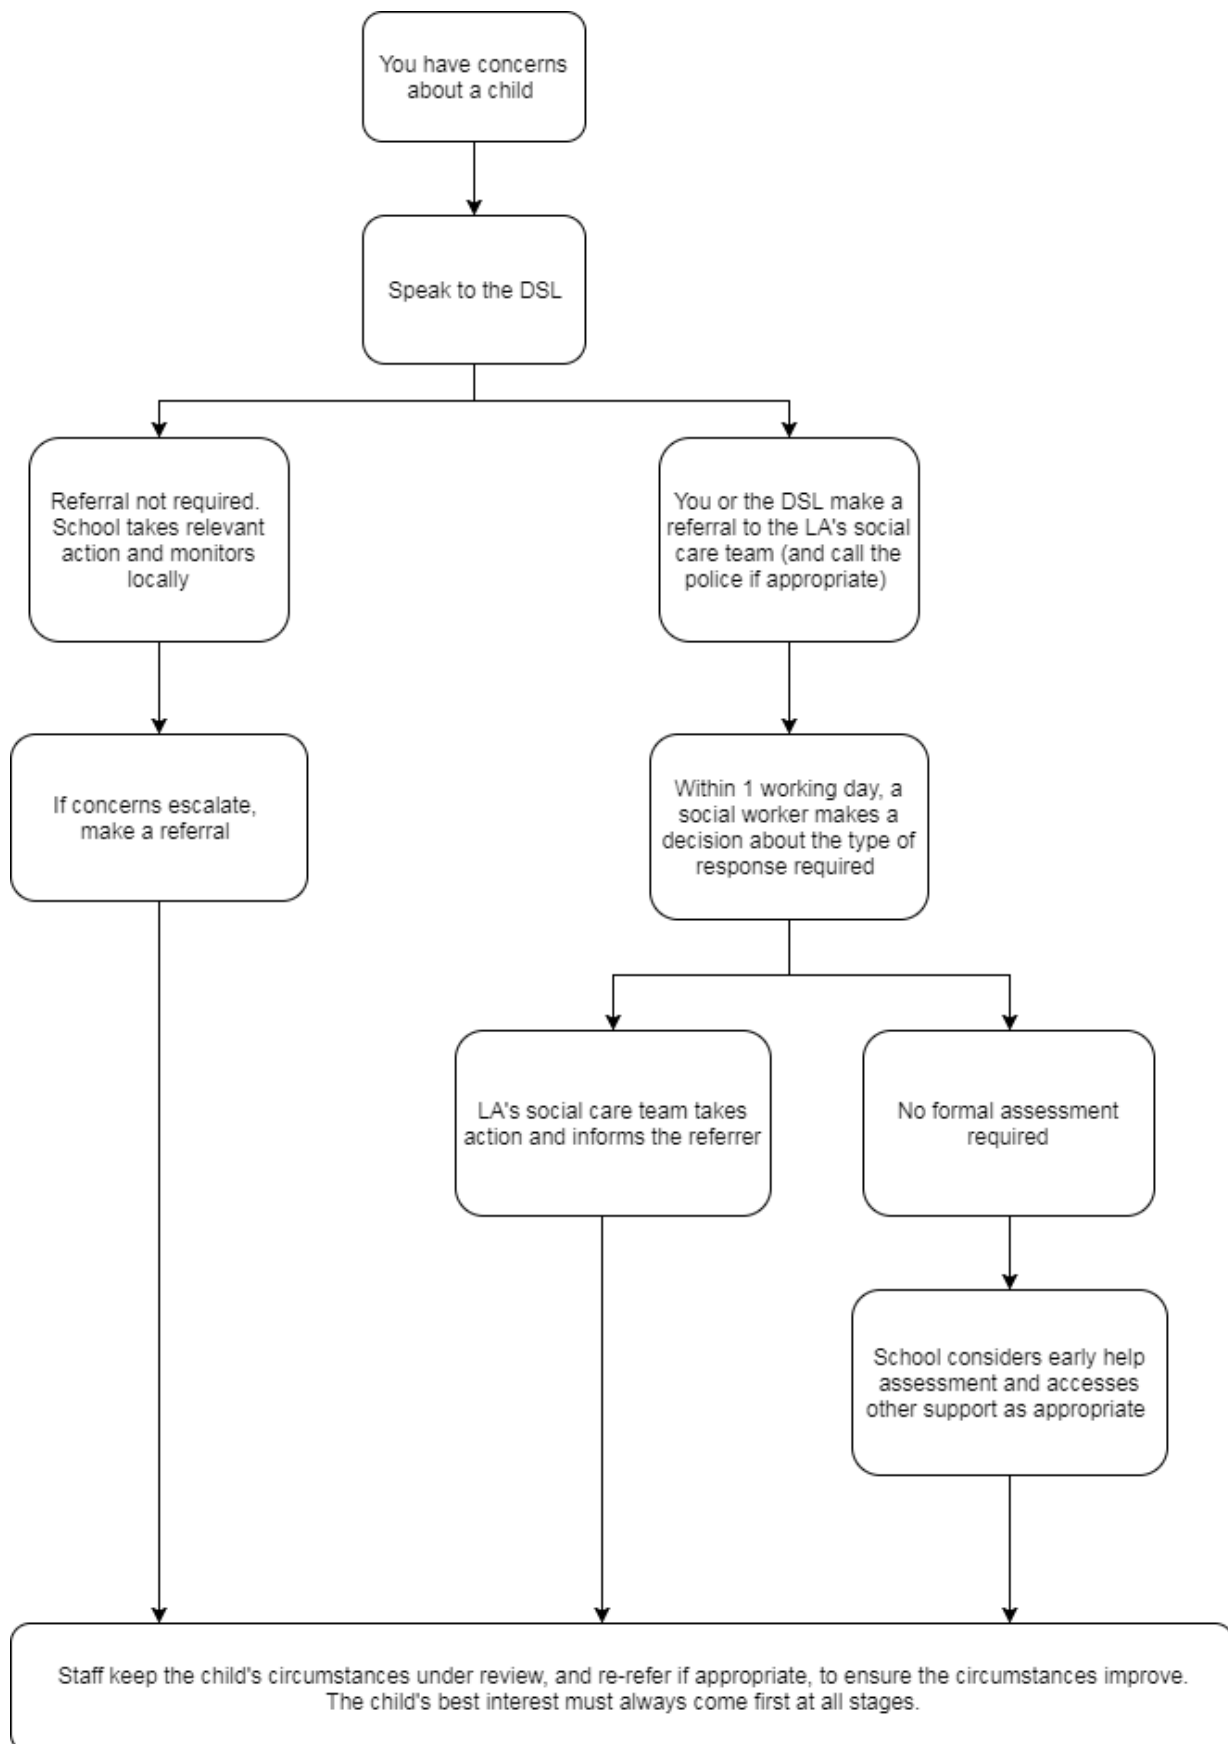 You have concerns
about a child
Speak to the DSL
Referral not required.
School takes relevant
action and monitors
locally
You or the DSL make a
referral to the LA's social
care team (and call the
police if appropriate)
If concerns escalate,
make a referral
Within 1 working day, a
social worker makes a
decision about the type of
response required
LA's social care team takes
action and informs the referrer
No formal assessment
required
School considers early help
assessment and accesses
other support as appropriate
Staff keep the child's circumstances under review, and re-refer if appropriate, to ensure the circumstances improve.
The child's best interest must always come first at all stages.